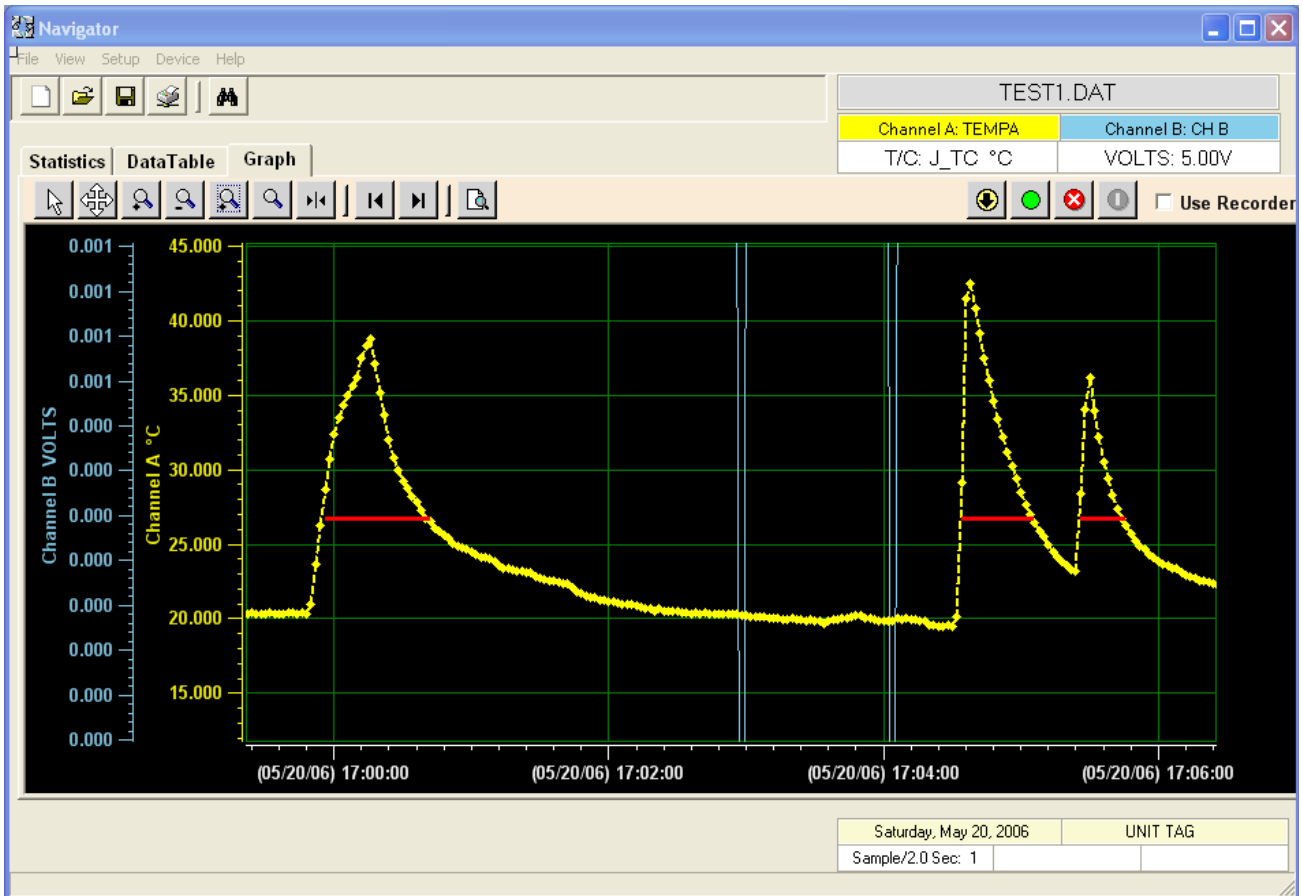 Navigator
File View Setup Device Help
TEST1.DAT
Channel A: TEMPA Channel B: CH B
T/C: J_TC °C VOLTS: 5.00V
Statistics DataTable Graph
Use Recorder
Channel B VOLTS
0.001
0.001
0.001
0.001
0.000
0.000
0.000
0.000
0.000
0.000
0.000
0.000
Channel A °C
45.000
40.000
35.000
30.000
25.000
20.000
15.000
(05/20/06) 17:00:00 (05/20/06) 17:02:00 (05/20/06) 17:04:00 (05/20/06) 17:06:00
Saturday, May 20, 2006 UNIT TAG
Sample/2.0 Sec: 1